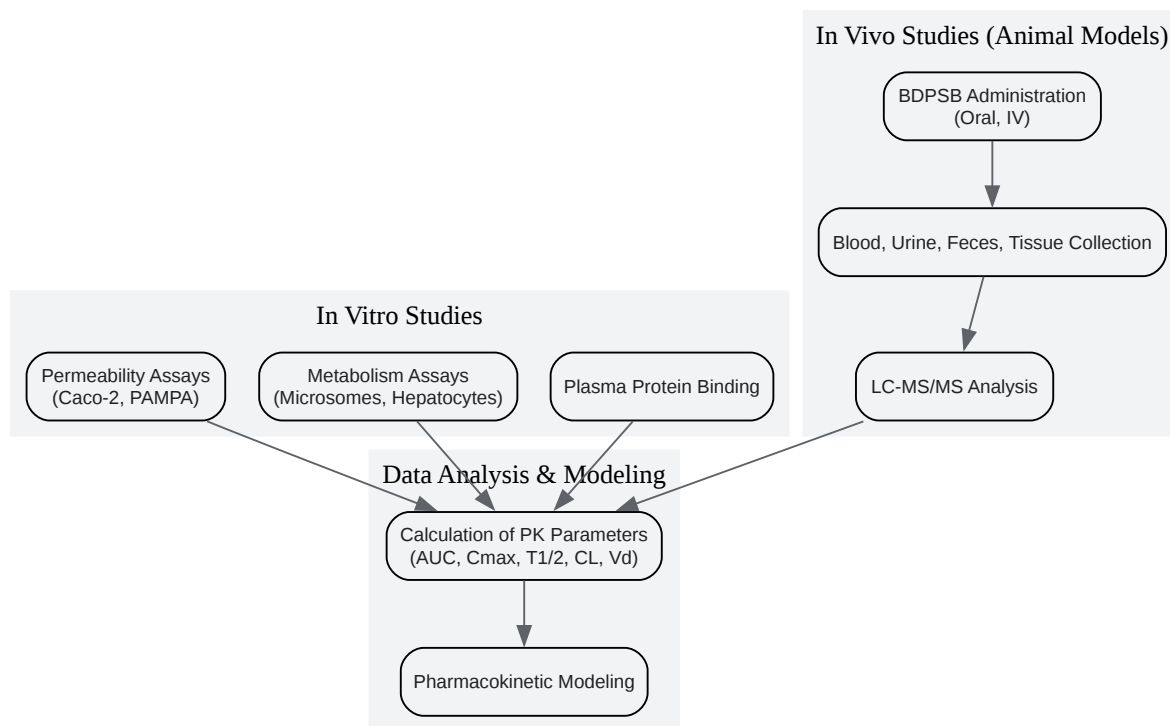 In Vivo Studies (Animal Models)
BDPSB Administration
(Oral, IV)
Blood, Urine, Feces, Tissue Collection
LC-MS/MS Analysis
In Vitro Studies
Permeability Assays
(Caco-2, PAMPA)
Metabolism Assays
(Microsomes, Hepatocytes)
Plasma Protein Binding
Data Analysis & Modeling
Calculation of PK Parameters
(AUC, Cmax, T1/2, CL, Vd)
Pharmacokinetic Modeling